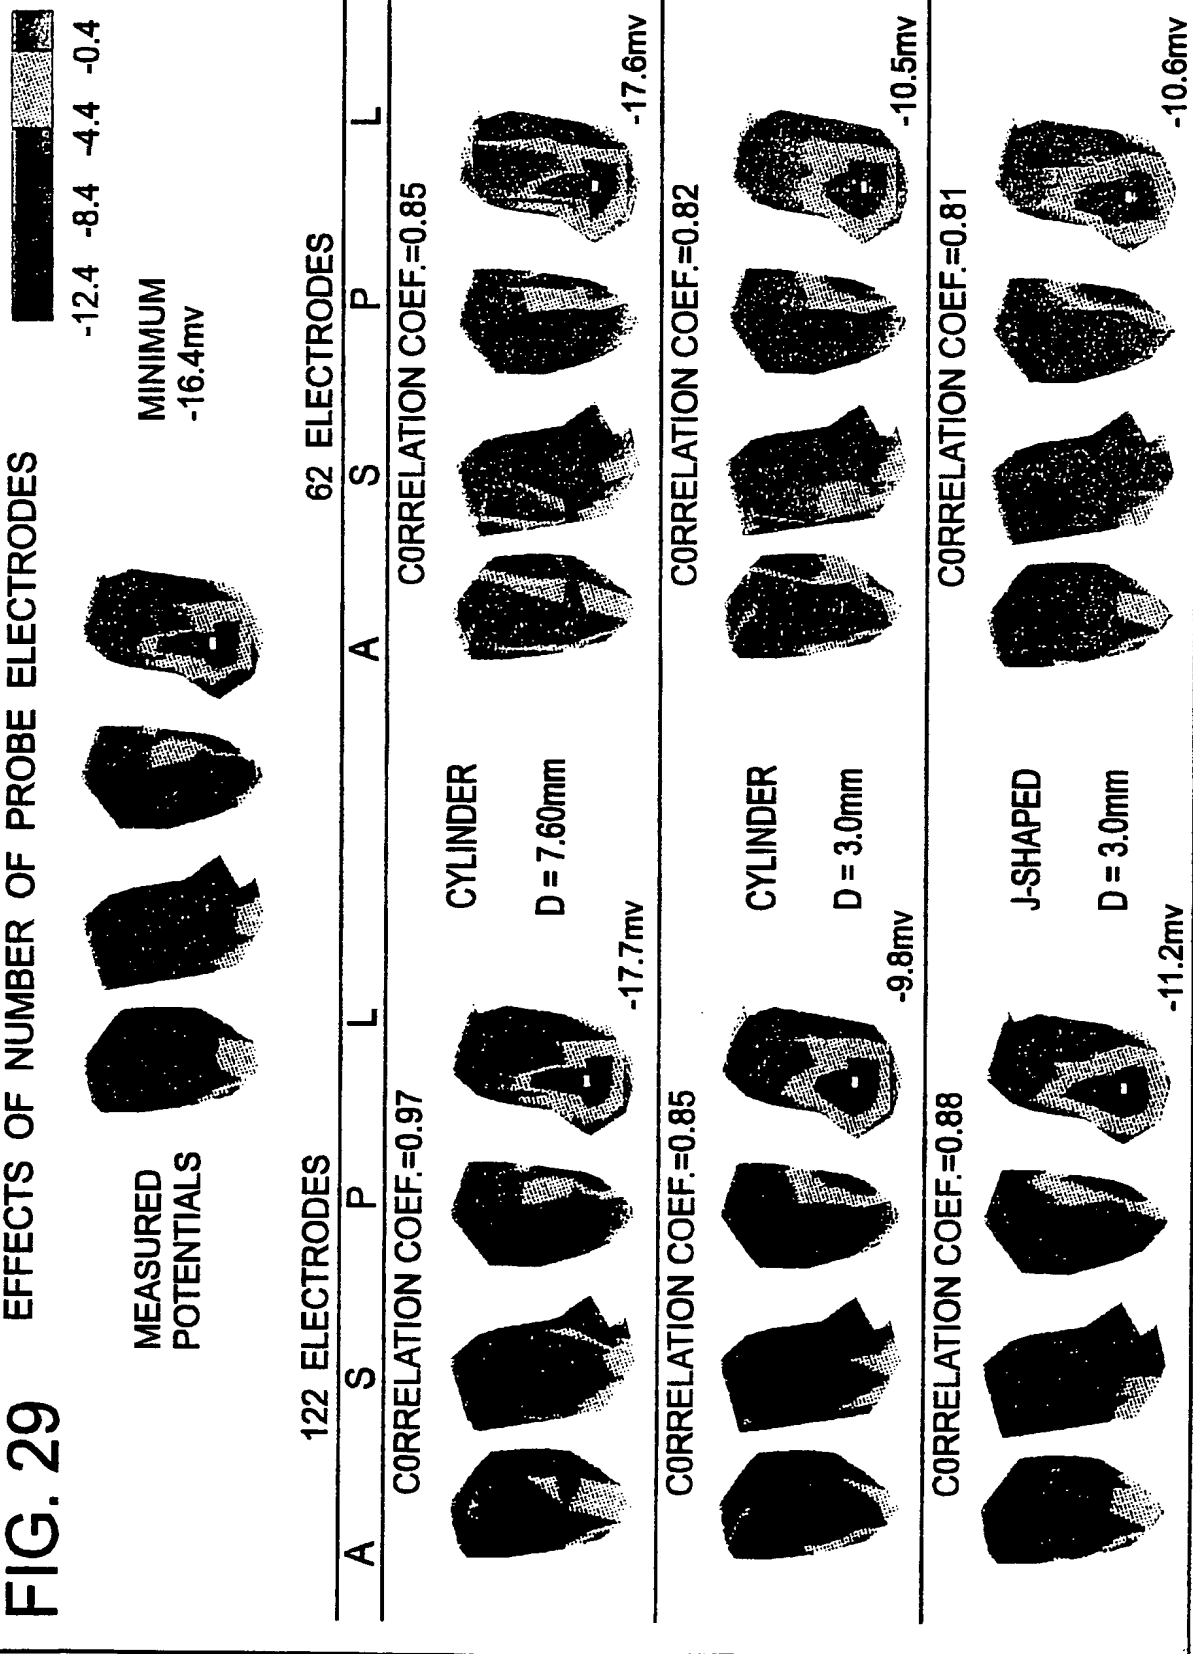 FIG. 29
EFFECTS OF NUMBER OF PROBE ELECTRODES
-12.4 -8.4 -4.4 -0.4
MEASURED
POTENTIALS
MINIMUM
-16.4mv
122 ELECTRODES
62 ELECTRODES
A S P L
A S P L
CORRELATION COEF.=0.97
CORRELATION COEF.=0.85
CYLINDER
D = 7.60mm
-17.7mv
-17.6mv
CORRELATION COEF.=0.85
CORRELATION COEF.=0.82
CYLINDER
D = 3.0mm
-9.8mv
-10.5mv
CORRELATION COEF.=0.88
CORRELATION COEF.=0.81
J-SHAPED
D = 3.0mm
-11.2mv
-10.6mv